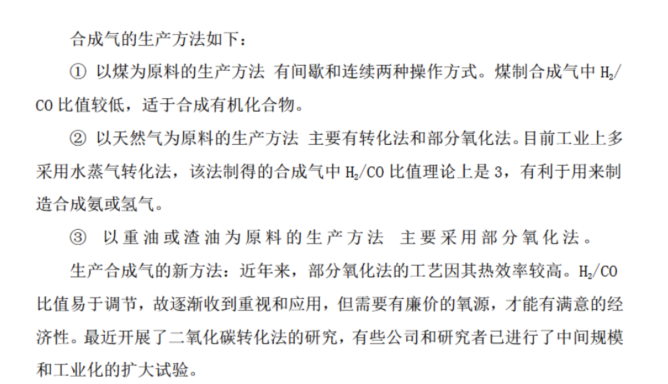 合成气的生产方法如下：
① 以煤为原料的生产方法 有间歇和连续两种操作方式。煤制合成气中 H₂/
CO 比值较低，适于合成有机化合物。
② 以天然气为原料的生产方法 主要有转化法和部分氧化法。目前工业上多
采用水蒸气转化法，该法制得的合成气中 H₂/CO 比值理论上是 3，有利于用来制
造合成氨或氢气。
③ 以重油或渣油为原料的生产方法 主要采用部分氧化法。
生产合成气的新方法：近年来，部分氧化法的工艺因其热效率较高。H₂/CO
比值易于调节，故逐渐收到重视和应用，但需要有廉价的氧源，才能有满意的经
济性。最近开展了二氧化碳转化法的研究，有些公司和研究者已进行了中间规模
和工业化的扩大试验。